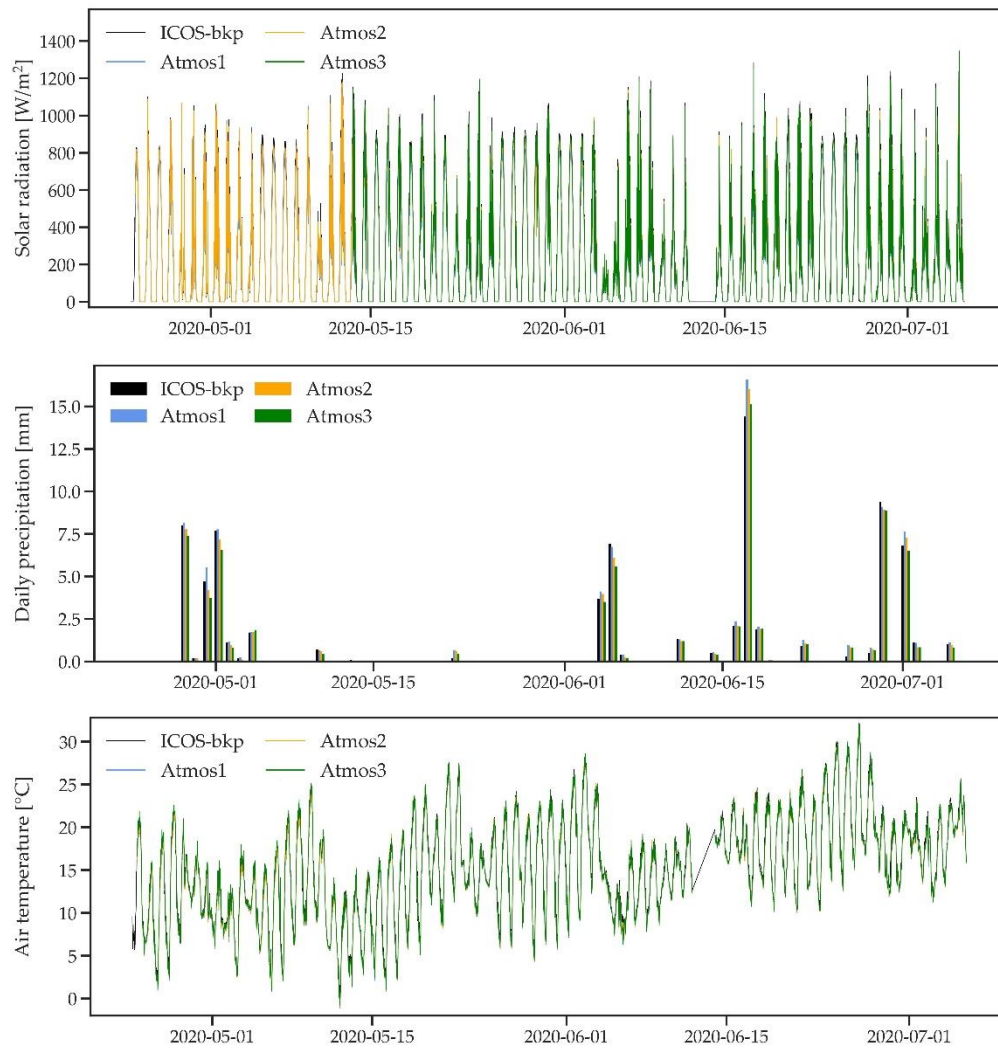 ICOS-bkp Atmos2
Atmos1 Atmos3
1400
1200
1000
800
600
400
200
0
Solar radiation [W/m²]
2020-05-01 2020-05-15 2020-06-01 2020-06-15 2020-07-01
ICOS-bkp Atmos2
Atmos1 Atmos3
15.0
12.5
10.0
7.5
5.0
2.5
0.0
Daily precipitation [mm]
2020-05-01 2020-05-15 2020-06-01 2020-06-15 2020-07-01
ICOS-bkp Atmos2
Atmos1 Atmos3
30
25
20
15
10
5
0
Air temperature [°C]
2020-05-01 2020-05-15 2020-06-01 2020-06-15 2020-07-01